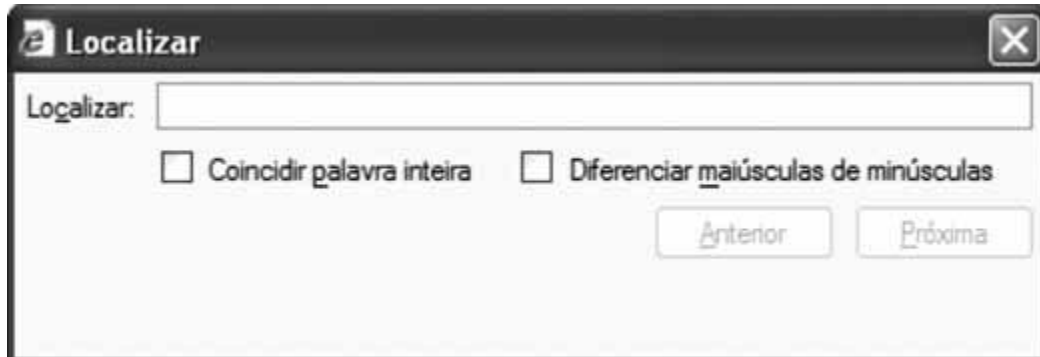 Localizar
Localizar:
Coincidir palavra inteira Diferenciar maiúsculas de minúsculas
Anterior Próxima